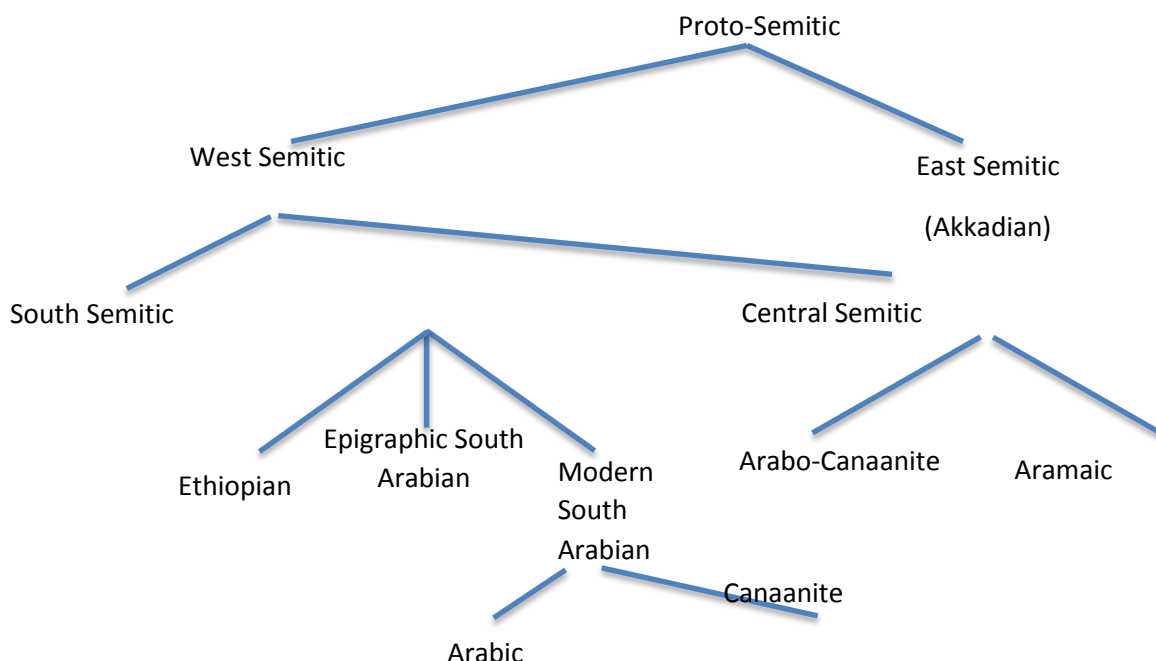 Proto-Semitic
West Semitic
East Semitic
(Akkadian)
South Semitic
Central Semitic
Ethiopian
Epigraphic South
Arabian
Modern
South
Arabian
Arabo-Canaanite
Aramaic
Arabic
Canaanite